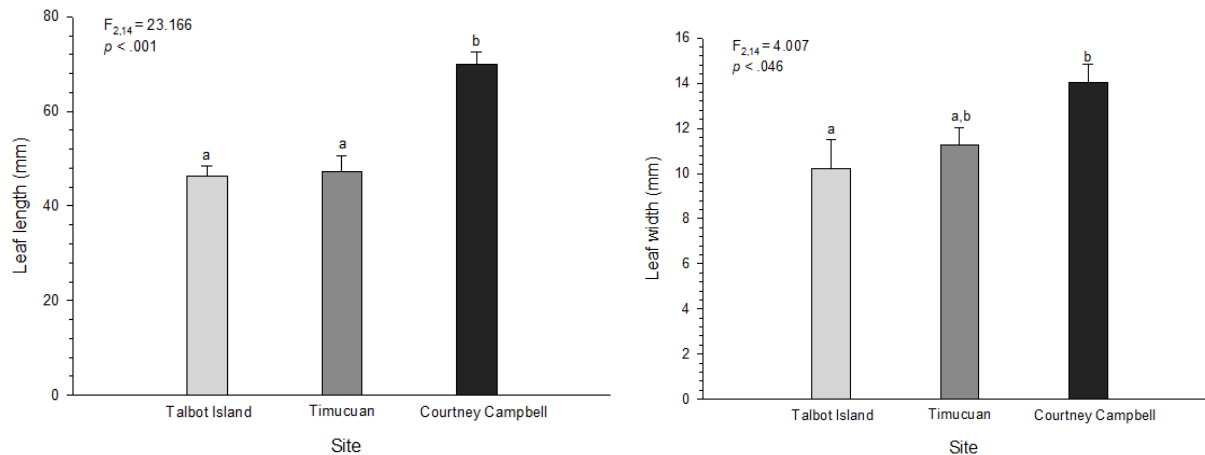 F2,14 = 23.166
p < .001
80
60
40
20
0
Leaf length (mm)
a
a
b
Talbot Island
Timucuan
Courtney Campbell
Site
F2,14 = 4.007
p < .046
16
14
12
10
8
6
4
2
0
Leaf width (mm)
a
a,b
b
Talbot Island
Timucuan
Courtney Campbell
Site